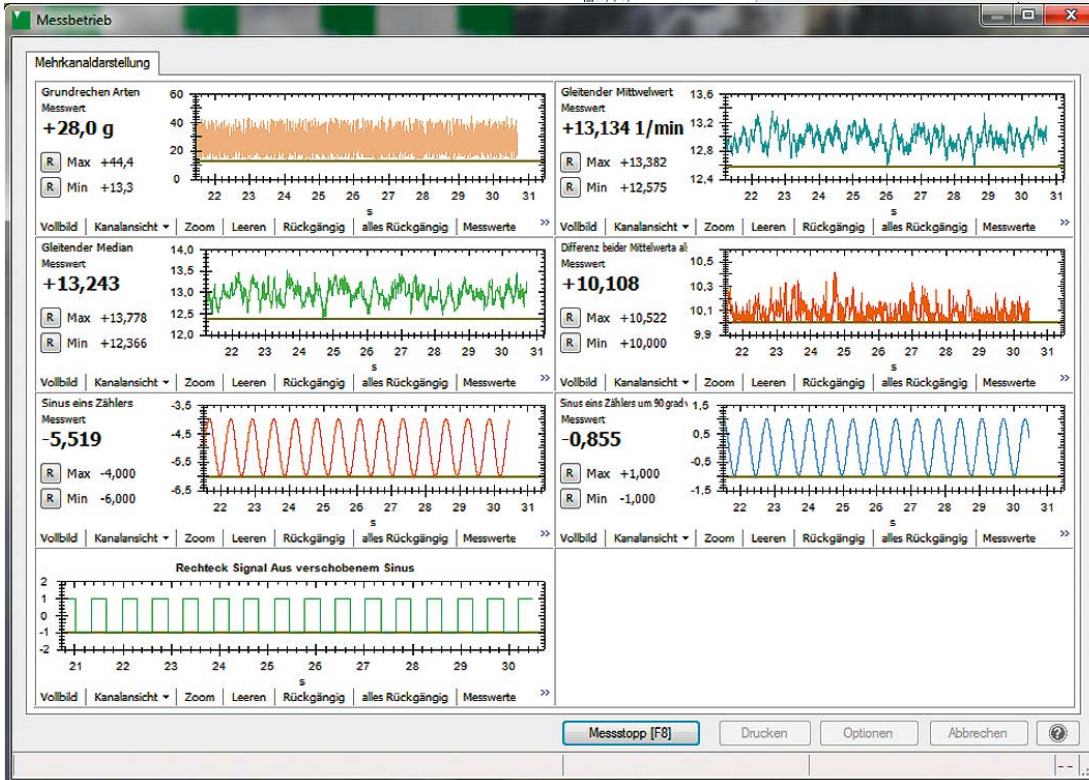 Messbetrieb
Mehrkanaldarstellung
Grundrechen Arten
Messwert
+28,0 g
R Max +44,4
R Min +13,3
60
40
20
0
22 23 24 25 26 27 28 29 30 31
s
Vollbild Kanalansicht Zoom Leeren Rückgängig alles Rückgängig Messwerte »
Gleitender Mittwelwert
Messwert
+13,134 1/min
R Max +13,382
R Min +12,575
13,6
13,2
12,8
12,4
22 23 24 25 26 27 28 29 30 31
s
Vollbild Kanalansicht Zoom Leeren Rückgängig alles Rückgängig Messwerte »
Gleitender Median
Messwert
+13,243
R Max +13,778
R Min +12,366
14,0
13,5
13,0
12,5
12,0
22 23 24 25 26 27 28 29 30 31
s
Vollbild Kanalansicht Zoom Leeren Rückgängig alles Rückgängig Messwerte »
Differenz beider Mittelwerta al
Messwert
+10,108
R Max +10,522
R Min +10,000
10,5
10,3
10,1
9,9
22 23 24 25 26 27 28 29 30 31
s
Vollbild Kanalansicht Zoom Leeren Rückgängig alles Rückgängig Messwerte »
Sinus eins Zählers
Messwert
-5,519
R Max -4,000
R Min -6,000
-3,5
-4,5
-5,5
-6,5
22 23 24 25 26 27 28 29 30 31
s
Vollbild Kanalansicht Zoom Leeren Rückgängig alles Rückgängig Messwerte »
Sinus eins Zählers um 90 grad
Messwert
-0,855
R Max +1,000
R Min -1,000
1,5
0,5
-0,5
-1,5
22 23 24 25 26 27 28 29 30 31
s
Vollbild Kanalansicht Zoom Leeren Rückgängig alles Rückgängig Messwerte »
Rechteck Signal Aus verschobenem Sinus
2
1
0
-1
-2
21 22 23 24 25 26 27 28 29 30
s
Vollbild Kanalansicht Zoom Leeren Rückgängig alles Rückgängig Messwerte »
Messstopp [F8] Drucken Optionen Abbrechen ?
--